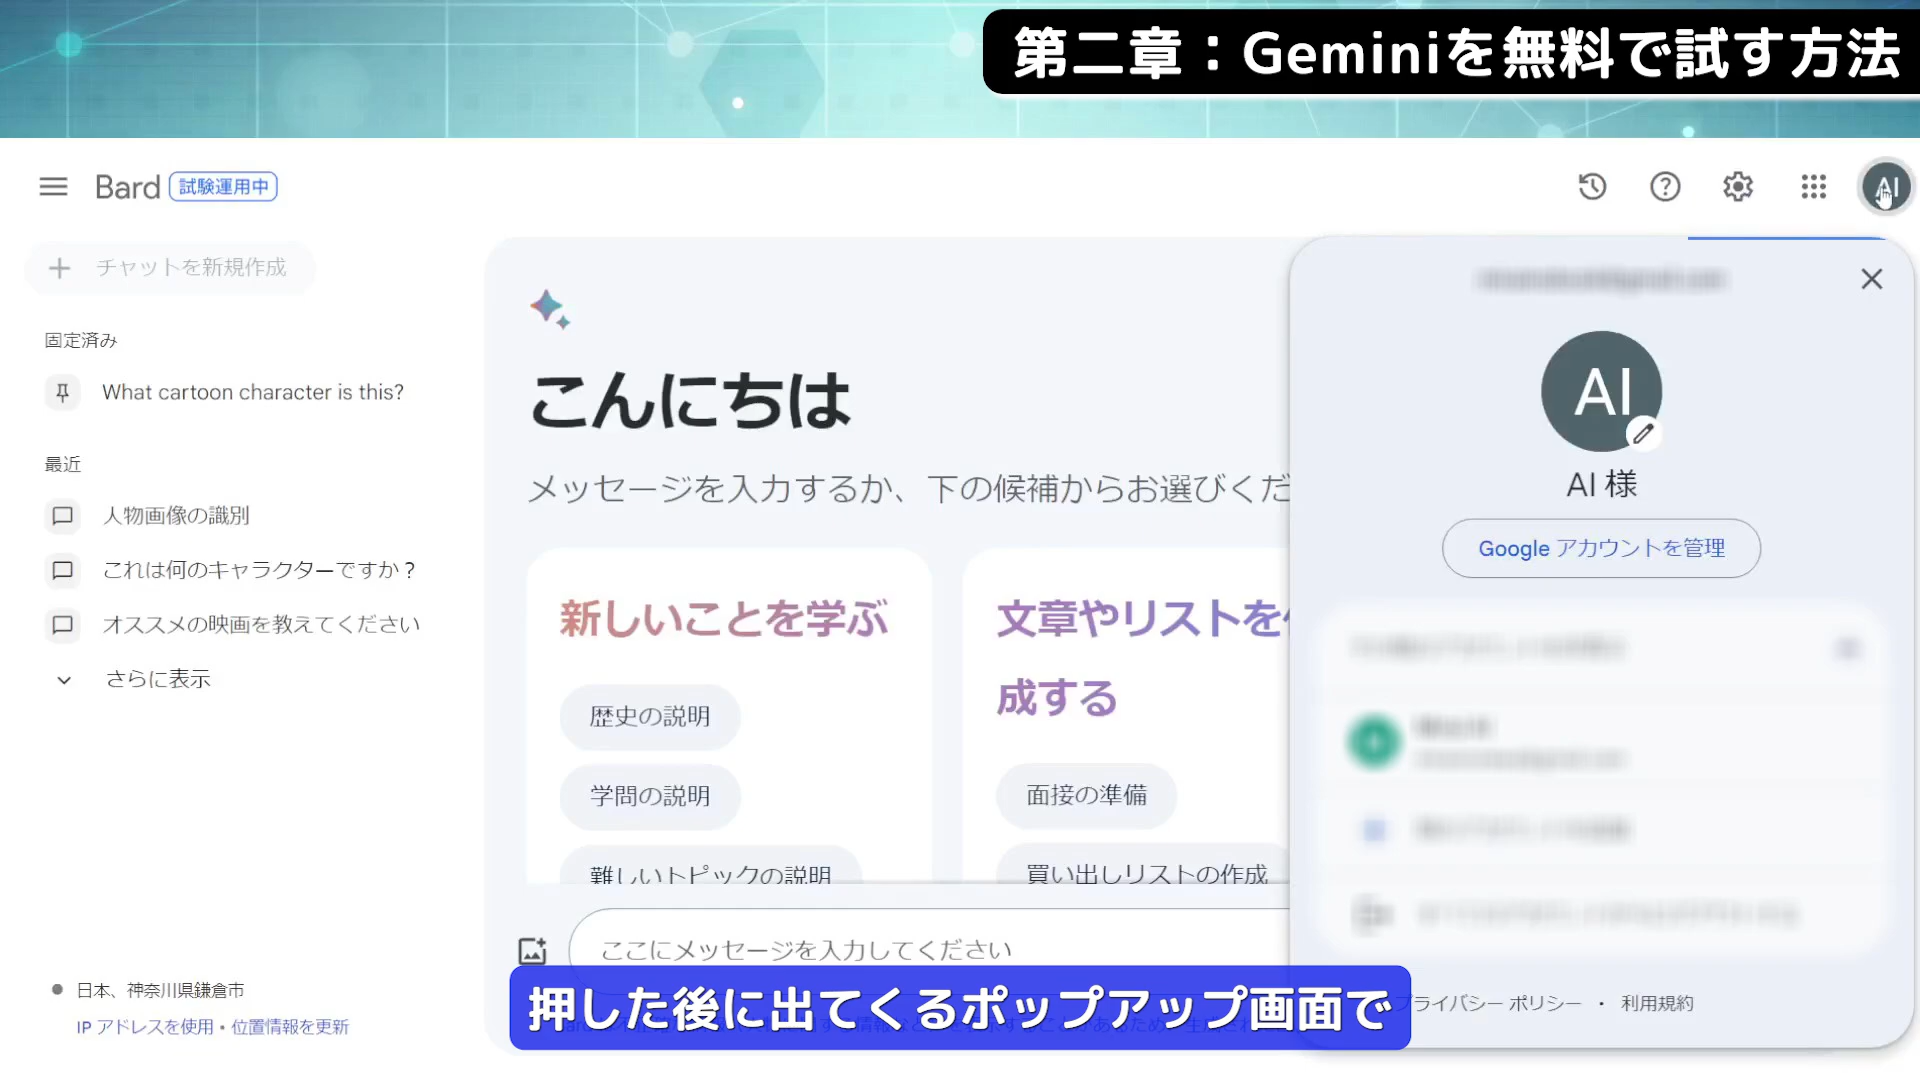 第二章：Geminiを無料で試す方法
Bard 試験運用中
AI
チャットを新規作成
固定済み
What cartoon character is this?
最近
人物画像の識別
これは何のキャラクターですか？
オススメの映画を教えてください
さらに表示
日本、神奈川県鎌倉市
IP アドレスを使用・位置情報を更新
こんにちは
メッセージを入力するか、下の候補からお選びくだ
新しいことを学ぶ
歴史の説明
学問の説明
難しいトピックの説明
文章やリストを作
成する
面接の準備
買い出しリストの作成
ここにメッセージを入力してください
AI
AI 様
Google アカウントを管理
プライバシー ポリシー ・ 利用規約
押した後に出てくるポップアップ画面で